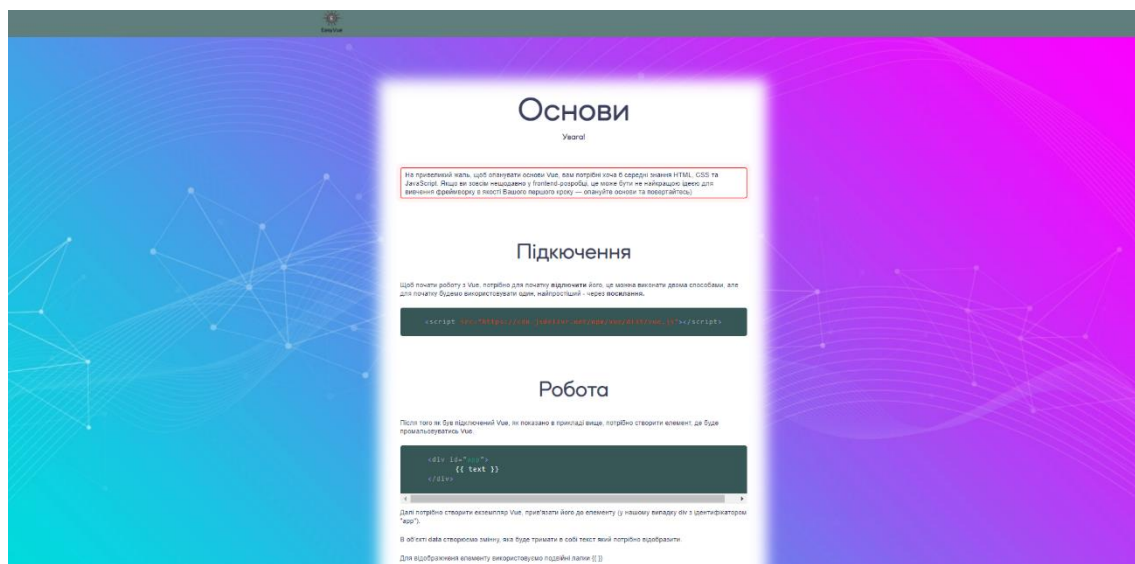 EasyVue
Основи
Увага!
На превеликий жаль, щоб опанувати основи Vue, вам потрібні хоча б середні знання HTML, CSS та
JavaScript. Якщо ви зовсім нещодавно у frontend-розробці, це може бути не найкращою ідеєю для
вивчення фреймворку в якості Вашого першого кроку — опануйте основи та повертайтесь)
Підкючення
Щоб почати роботу з Vue, потрібно для початку підключити його, це можна виконати двома способами, але
для початку будемо використовувати один, найпростіший - через посилання.
<script src="https://cdn.jsdelivr.net/npm/vue/dist/vue.js"></script>
Робота
Після того як був підключений Vue, як показано в прикладі вище, потрібно створити елемент, де буде
промальовуватись Vue.
<div id="app">
{{ text }}
</div>
Далі потрібно створити екземпляр Vue, прив'язати його до елементу (у нашому випадку div з ідентифікатором
"app").
В об'єкті data створюємо змінну, яка буде тримати в собі текст який потрібно відобразити.
Для відображення елементу використовуємо подвійні лапки {{ }}